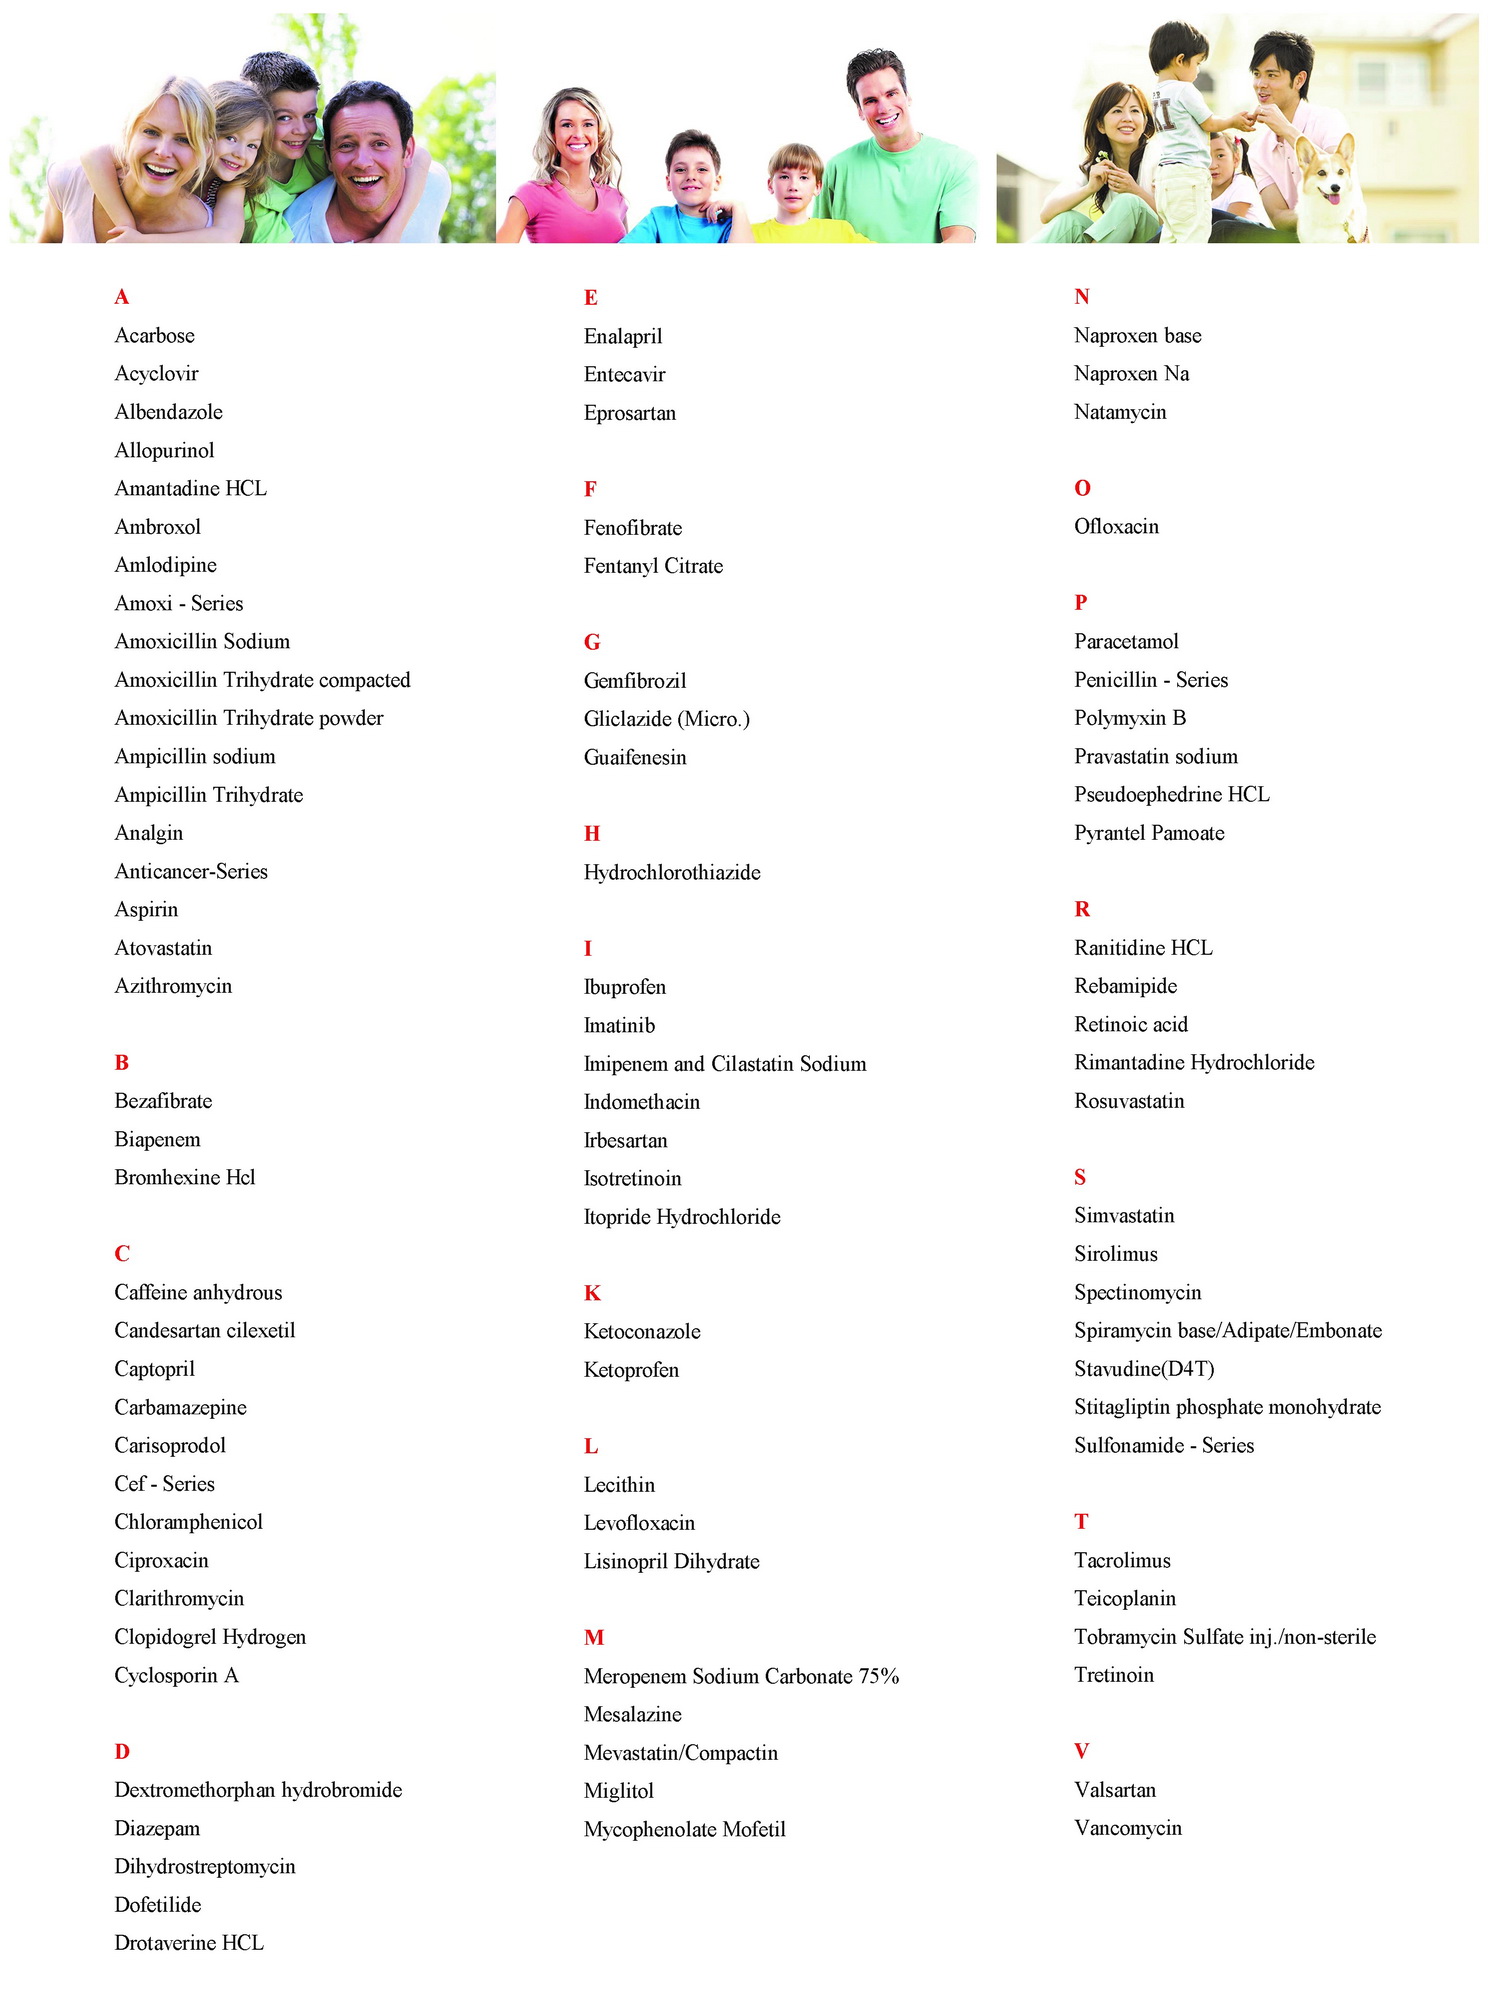 A
Acarbose
Acyclovir
Albendazole
Allopurinol
Amantadine HCL
Ambroxol
Amlodipine
Amoxi - Series
Amoxicillin Sodium
Amoxicillin Trihydrate compacted
Amoxicillin Trihydrate powder
Ampicillin sodium
Ampicillin Trihydrate
Analgin
Anticancer-Series
Aspirin
Atovastatin
Azithromycin
B
Bezafibrate
Biapenem
Bromhexine Hcl
C
Caffeine anhydrous
Candesartan cilexetil
Captopril
Carbamazepine
Carisoprodol
Cef - Series
Chloramphenicol
Ciproxacin
Clarithromycin
Clopidogrel Hydrogen
Cyclosporin A
D
Dextromethorphan hydrobromide
Diazepam
Dihydrostreptomycin
Dofetilide
Drotaverine HCL
E
Enalapril
Entecavir
Eprosartan
F
Fenofibrate
Fentanyl Citrate
G
Gemfibrozil
Gliclazide (Micro.)
Guaifenesin
H
Hydrochlorothiazide
I
Ibuprofen
Imatinib
Imipenem and Cilastatin Sodium
Indomethacin
Irbesartan
Isotretinoin
Itopride Hydrochloride
K
Ketoconazole
Ketoprofen
L
Lecithin
Levofloxacin
Lisinopril Dihydrate
M
Meropenem Sodium Carbonate 75%
Mesalazine
Mevastatin/Compactin
Miglitol
Mycophenolate Mofetil
N
Naproxen base
Naproxen Na
Natamycin
O
Ofloxacin
P
Paracetamol
Penicillin - Series
Polymyxin B
Pravastatin sodium
Pseudoephedrine HCL
Pyrantel Pamoate
R
Ranitidine HCL
Rebamipide
Retinoic acid
Rimantadine Hydrochloride
Rosuvastatin
S
Simvastatin
Sirolimus
Spectinomycin
Spiramycin base/Adipate/Embonate
Stavudine(D4T)
Stitagliptin phosphate monohydrate
Sulfonamide - Series
T
Tacrolimus
Teicoplanin
Tobramycin Sulfate inj./non-sterile
Tretinoin
V
Valsartan
Vancomycin